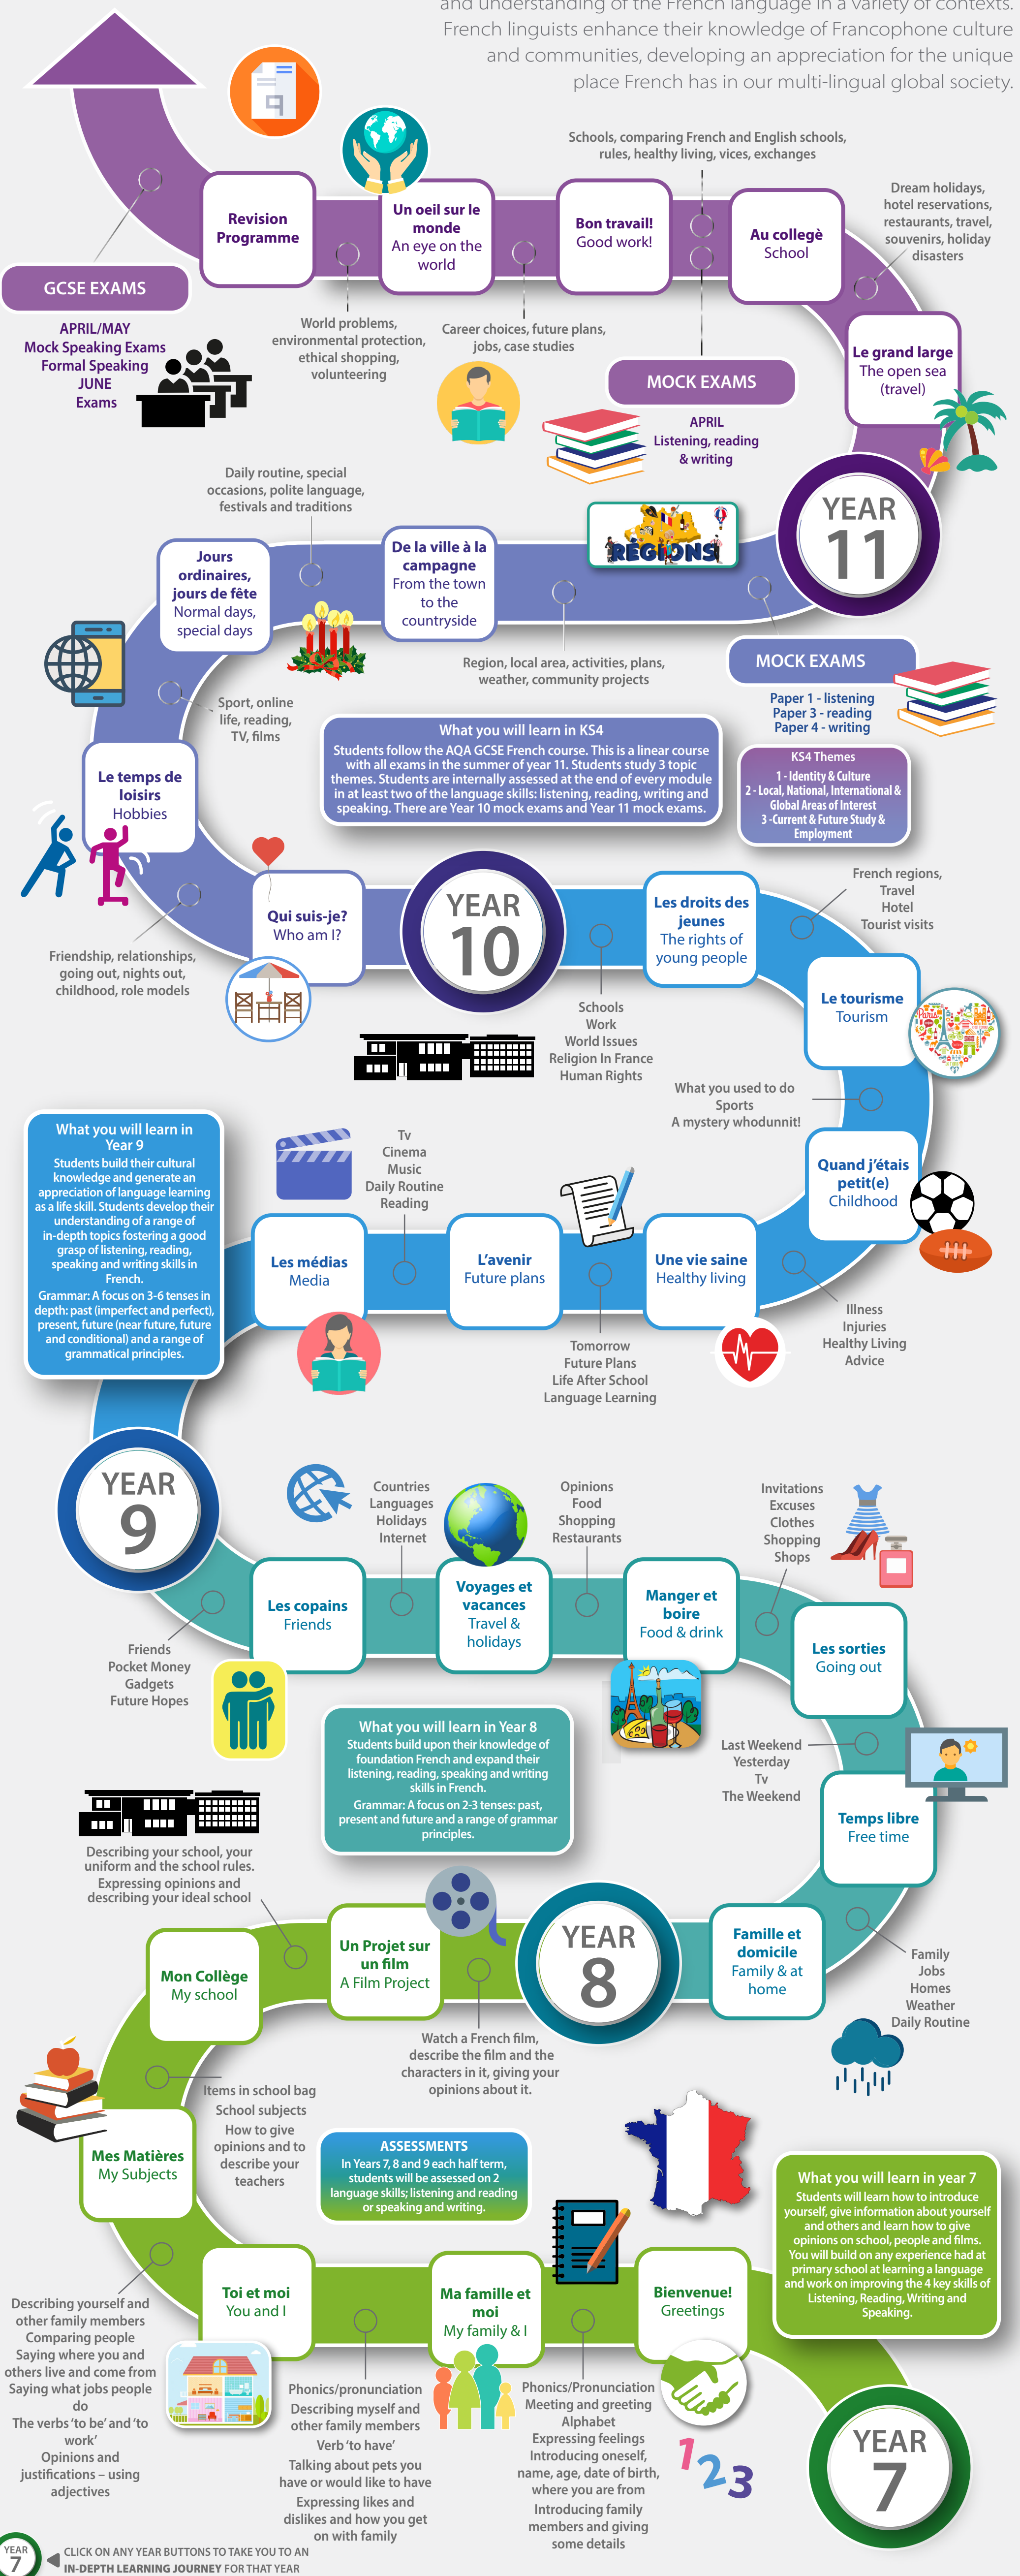 and understanding of the French language in a variety of contexts.
French linguists enhance their knowledge of Francophone culture
and communities, developing an appreciation for the unique
place French has in our multi-lingual global society.
Schools, comparing French and English schools,
rules, healthy living, vices, exchanges
Dream holidays,
hotel reservations,
restaurants, travel,
souvenirs, holiday
disasters
Revision
Programme
Un oeil sur le
monde
An eye on the
world
Bon travail!
Good work!
Au collegè
School
GCSE EXAMS
APRIL/MAY
Mock Speaking Exams
Formal Speaking
JUNE
Exams
World problems,
environmental protection,
ethical shopping,
volunteering
Career choices, future plans,
jobs, case studies
MOCK EXAMS
APRIL
Listening, reading
& writing
Le grand large
The open sea
(travel)
YEAR
11
Daily routine, special
occasions, polite language,
festivals and traditions
Jours
ordinaires,
jours de fête
Normal days,
special days
De la ville à la
campagne
From the town
to the
countryside
RÉGIONS
Region, local area, activities, plans,
weather, community projects
MOCK EXAMS
Paper 1 - listening
Paper 3 - reading
Paper 4 - writing
Sport, online
life, reading,
TV, films
What you will learn in KS4
Students follow the AQA GCSE French course. This is a linear course
with all exams in the summer of year 11. Students study 3 topic
themes. Students are internally assessed at the end of every module
in at least two of the language skills: listening, reading, writing and
speaking. There are Year 10 mock exams and Year 11 mock exams.
KS4 Themes
1 - Identity & Culture
2 - Local, National, International &
Global Areas of Interest
3 -Current & Future Study &
Employment
Le temps de
loisirs
Hobbies
Friendship, relationships,
going out, nights out,
childhood, role models
Qui suis-je?
Who am I?
YEAR
10
Schools
Work
World Issues
Religion In France
Human Rights
Les droits des
jeunes
The rights of
young people
French regions,
Travel
Hotel
Tourist visits
Le tourisme
Tourism
Paris
What you used to do
Sports
A mystery whodunnit!
Quand j'étais
petit(e)
Childhood
What you will learn in
Year 9
Students build their cultural
knowledge and generate an
appreciation of language learning
as a life skill. Students develop their
understanding of a range of
in-depth topics fostering a good
grasp of listening, reading,
speaking and writing skills in
French.
Grammar: A focus on 3-6 tenses in
depth: past (imperfect and perfect),
present, future (near future, future
and conditional) and a range of
grammatical principles.
Tv
Cinema
Music
Daily Routine
Reading
Les médias
Media
L'avenir
Future plans
Une vie saine
Healthy living
Tomorrow
Future Plans
Life After School
Language Learning
Illness
Injuries
Healthy Living
Advice
YEAR
9
Countries
Languages
Holidays
Internet
Opinions
Food
Shopping
Restaurants
Invitations
Excuses
Clothes
Shopping
Shops
Les copains
Friends
Voyages et
vacances
Travel &
holidays
Manger et
boire
Food & drink
Les sorties
Going out
Friends
Pocket Money
Gadgets
Future Hopes
What you will learn in Year 8
Students build upon their knowledge of
foundation French and expand their
listening, reading, speaking and writing
skills in French.
Grammar: A focus on 2-3 tenses: past,
present and future and a range of grammar
principles.
Last Weekend
Yesterday
Tv
The Weekend
Temps libre
Free time
Describing your school, your
uniform and the school rules.
Expressing opinions and
describing your ideal school
Mon Collège
My school
Un Projet sur
un film
A Film Project
YEAR
8
Famille et
domicile
Family & at
home
Family
Jobs
Homes
Weather
Daily Routine
Watch a French film,
describe the film and the
characters in it, giving your
opinions about it.
Items in school bag
School subjects
How to give
opinions and to
describe your
teachers
Mes Matières
My Subjects
ASSESSMENTS
In Years 7, 8 and 9 each half term,
students will be assessed on 2
language skills; listening and reading
or speaking and writing.
What you will learn in year 7
Students will learn how to introduce
yourself, give information about yourself
and others and learn how to give
opinions on school, people and films.
You will build on any experience had at
primary school at learning a language
and work on improving the 4 key skills of
Listening, Reading, Writing and
Speaking.
Toi et moi
You and I
Ma famille et
moi
My family & I
Bienvenue!
Greetings
Describing yourself and
other family members
Comparing people
Saying where you and
others live and come from
Saying what jobs people
do
The verbs 'to be' and 'to
work'
Opinions and
justifications – using
adjectives
Phonics/pronunciation
Describing myself and
other family members
Verb 'to have'
Talking about pets you
have or would like to have
Expressing likes and
dislikes and how you get
on with family
Phonics/Pronunciation
Meeting and greeting
Alphabet
Expressing feelings
Introducing oneself,
name, age, date of birth,
where you are from
Introducing family
members and giving
some details
1 2 3
YEAR
7
YEAR
7
CLICK ON ANY YEAR BUTTONS TO TAKE YOU TO AN
IN-DEPTH LEARNING JOURNEY FOR THAT YEAR